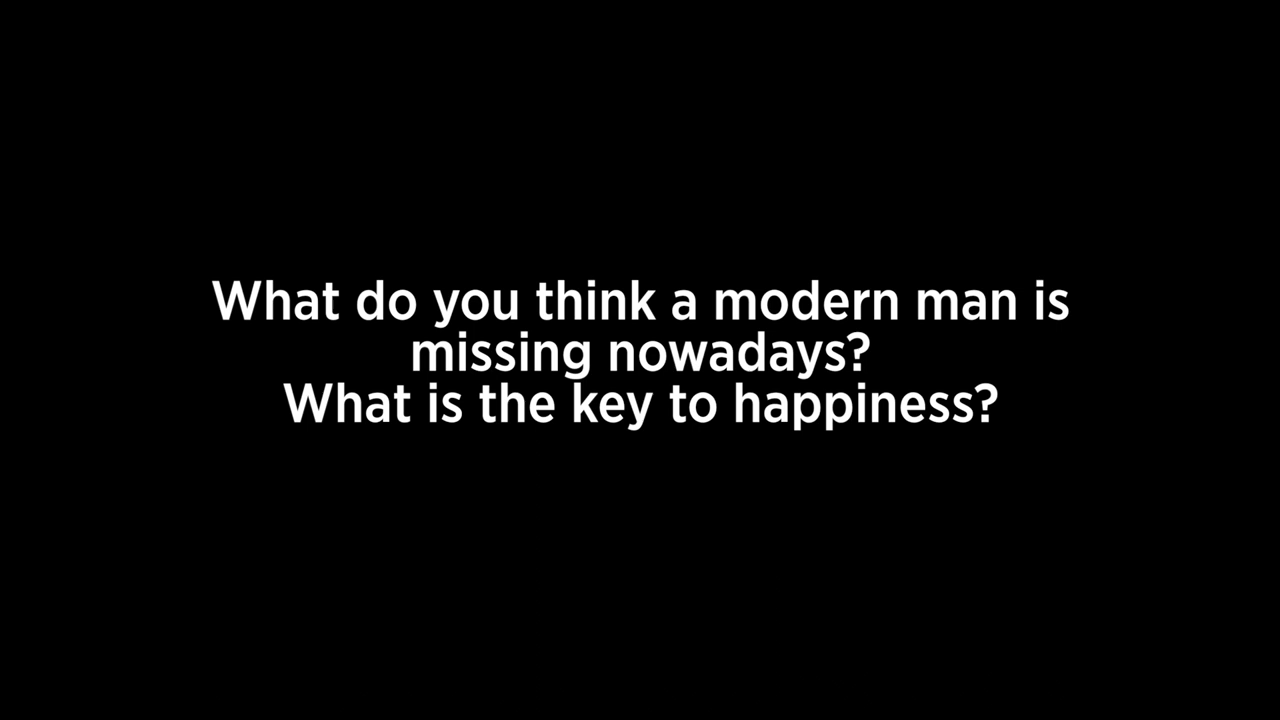 What do you think a modern man is
missing nowadays?
What is the key to happiness?